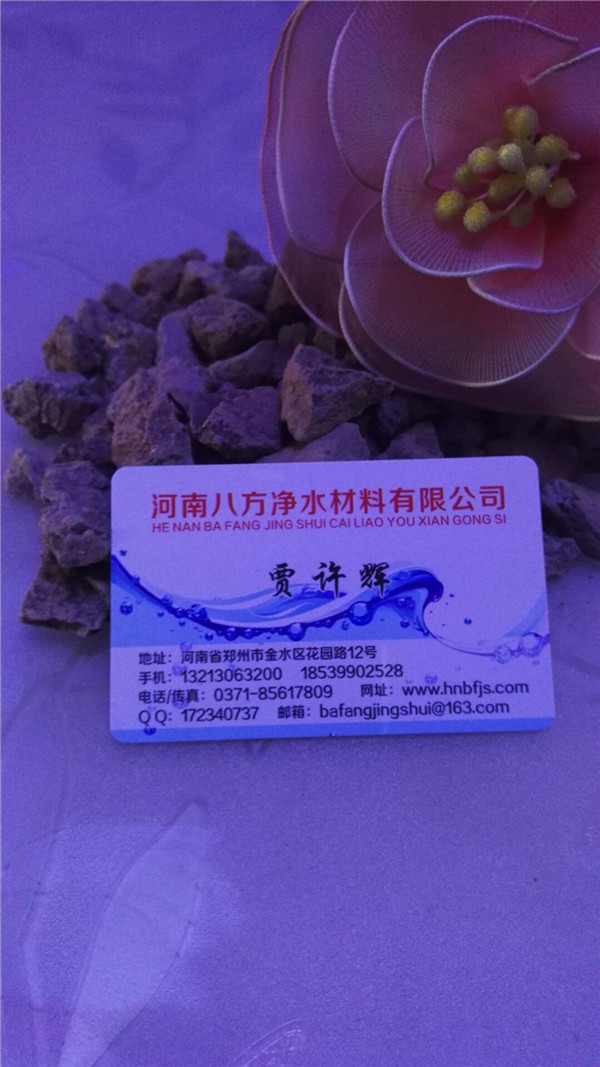 河南八方净水材料有限公司
HE NAN BA FANG JING SHUI CAI LIAO YOU XIAN GONG SI
贾许辉
地址：河南省郑州市金水区花园路12号
手机：13213063200 18539902528
电话/传真：0371-85617809 网址：www.hnbfjs.com
QQ：172340737 邮箱：bafangjingshui@163.com